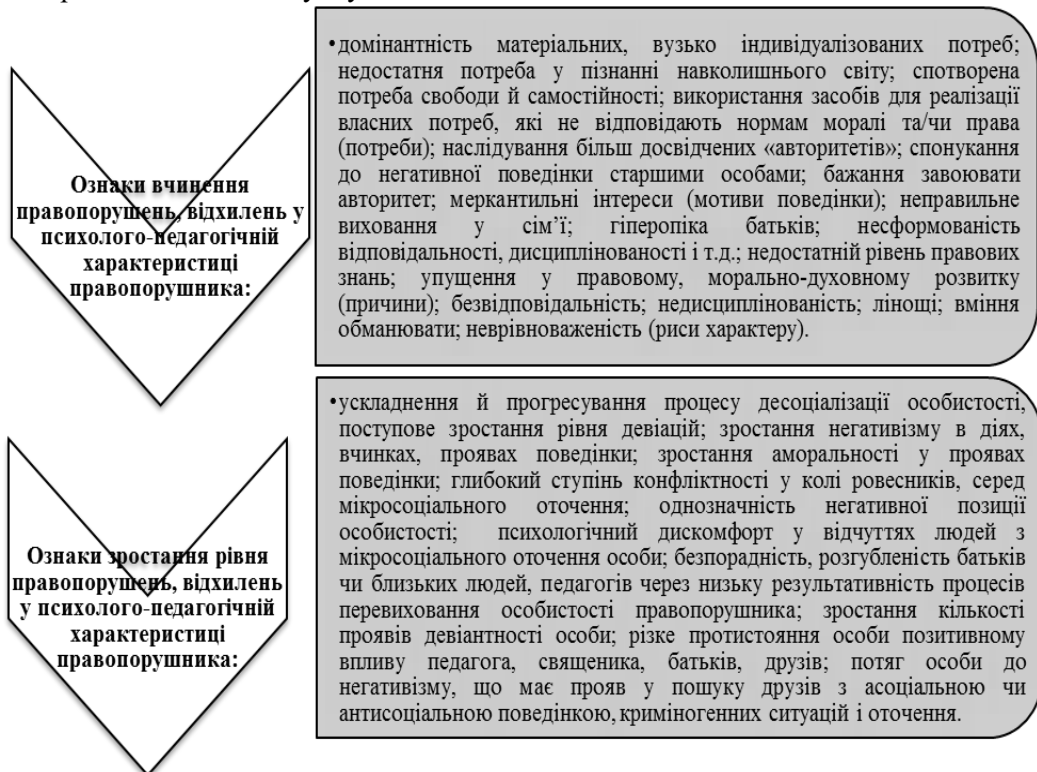 Ознаки вчинення
правопорушень, відхилень у
психолого-педагогічній
характеристиці
правопорушника:
•домінантність матеріальних, вузько індивідуалізованих потреб;
недостатня потреба у пізнанні навколишнього світу; спотворена
потреба свободи й самостійності; використання засобів для реалізації
власних потреб, які не відповідають нормам моралі та/чи права
(потреби); наслідування більш досвідчених «авторитетів»; спонукання
до негативної поведінки старшими особами; бажання завоювати
авторитет; меркантильні інтереси (мотиви поведінки); неправильне
виховання у сім’ї; гіперопіка батьків; несформованість
відповідальності, дисциплінованості і т.д.; недостатній рівень правових
знань; упущення у правовому, морально-духовному розвитку
(причини); безвідповідальність; недисциплінованість; лінощі; вміння
обманювати; неврівноваженість (риси характеру).
Ознаки зростання рівня
правопорушень, відхилень
у психолого-педагогічній
характеристиці
правопорушника:
•ускладнення й прогресування процесу десоціалізації особистості,
поступове зростання рівня девіацій; зростання негативізму в діях,
вчинках, проявах поведінки; зростання аморальності у проявах
поведінки; глибокий ступінь конфліктності у колі ровесників, серед
мікросоціального оточення; однозначність негативної позиції
особистості; психологічний дискомфорт у відчуттях людей з
мікросоціального оточення особи; безпорадність, розгубленість батьків
чи близьких людей, педагогів через низьку результативність процесів
перевиховання особистості правопорушника; зростання кількості
проявів девіантності особи; різке протистояння особи позитивному
впливу педагога, священика, батьків, друзів; потяг особи до
негативізму, що має прояв у пошуку друзів з асоціальною чи
антисоціальною поведінкою, криміногенних ситуацій і оточення.